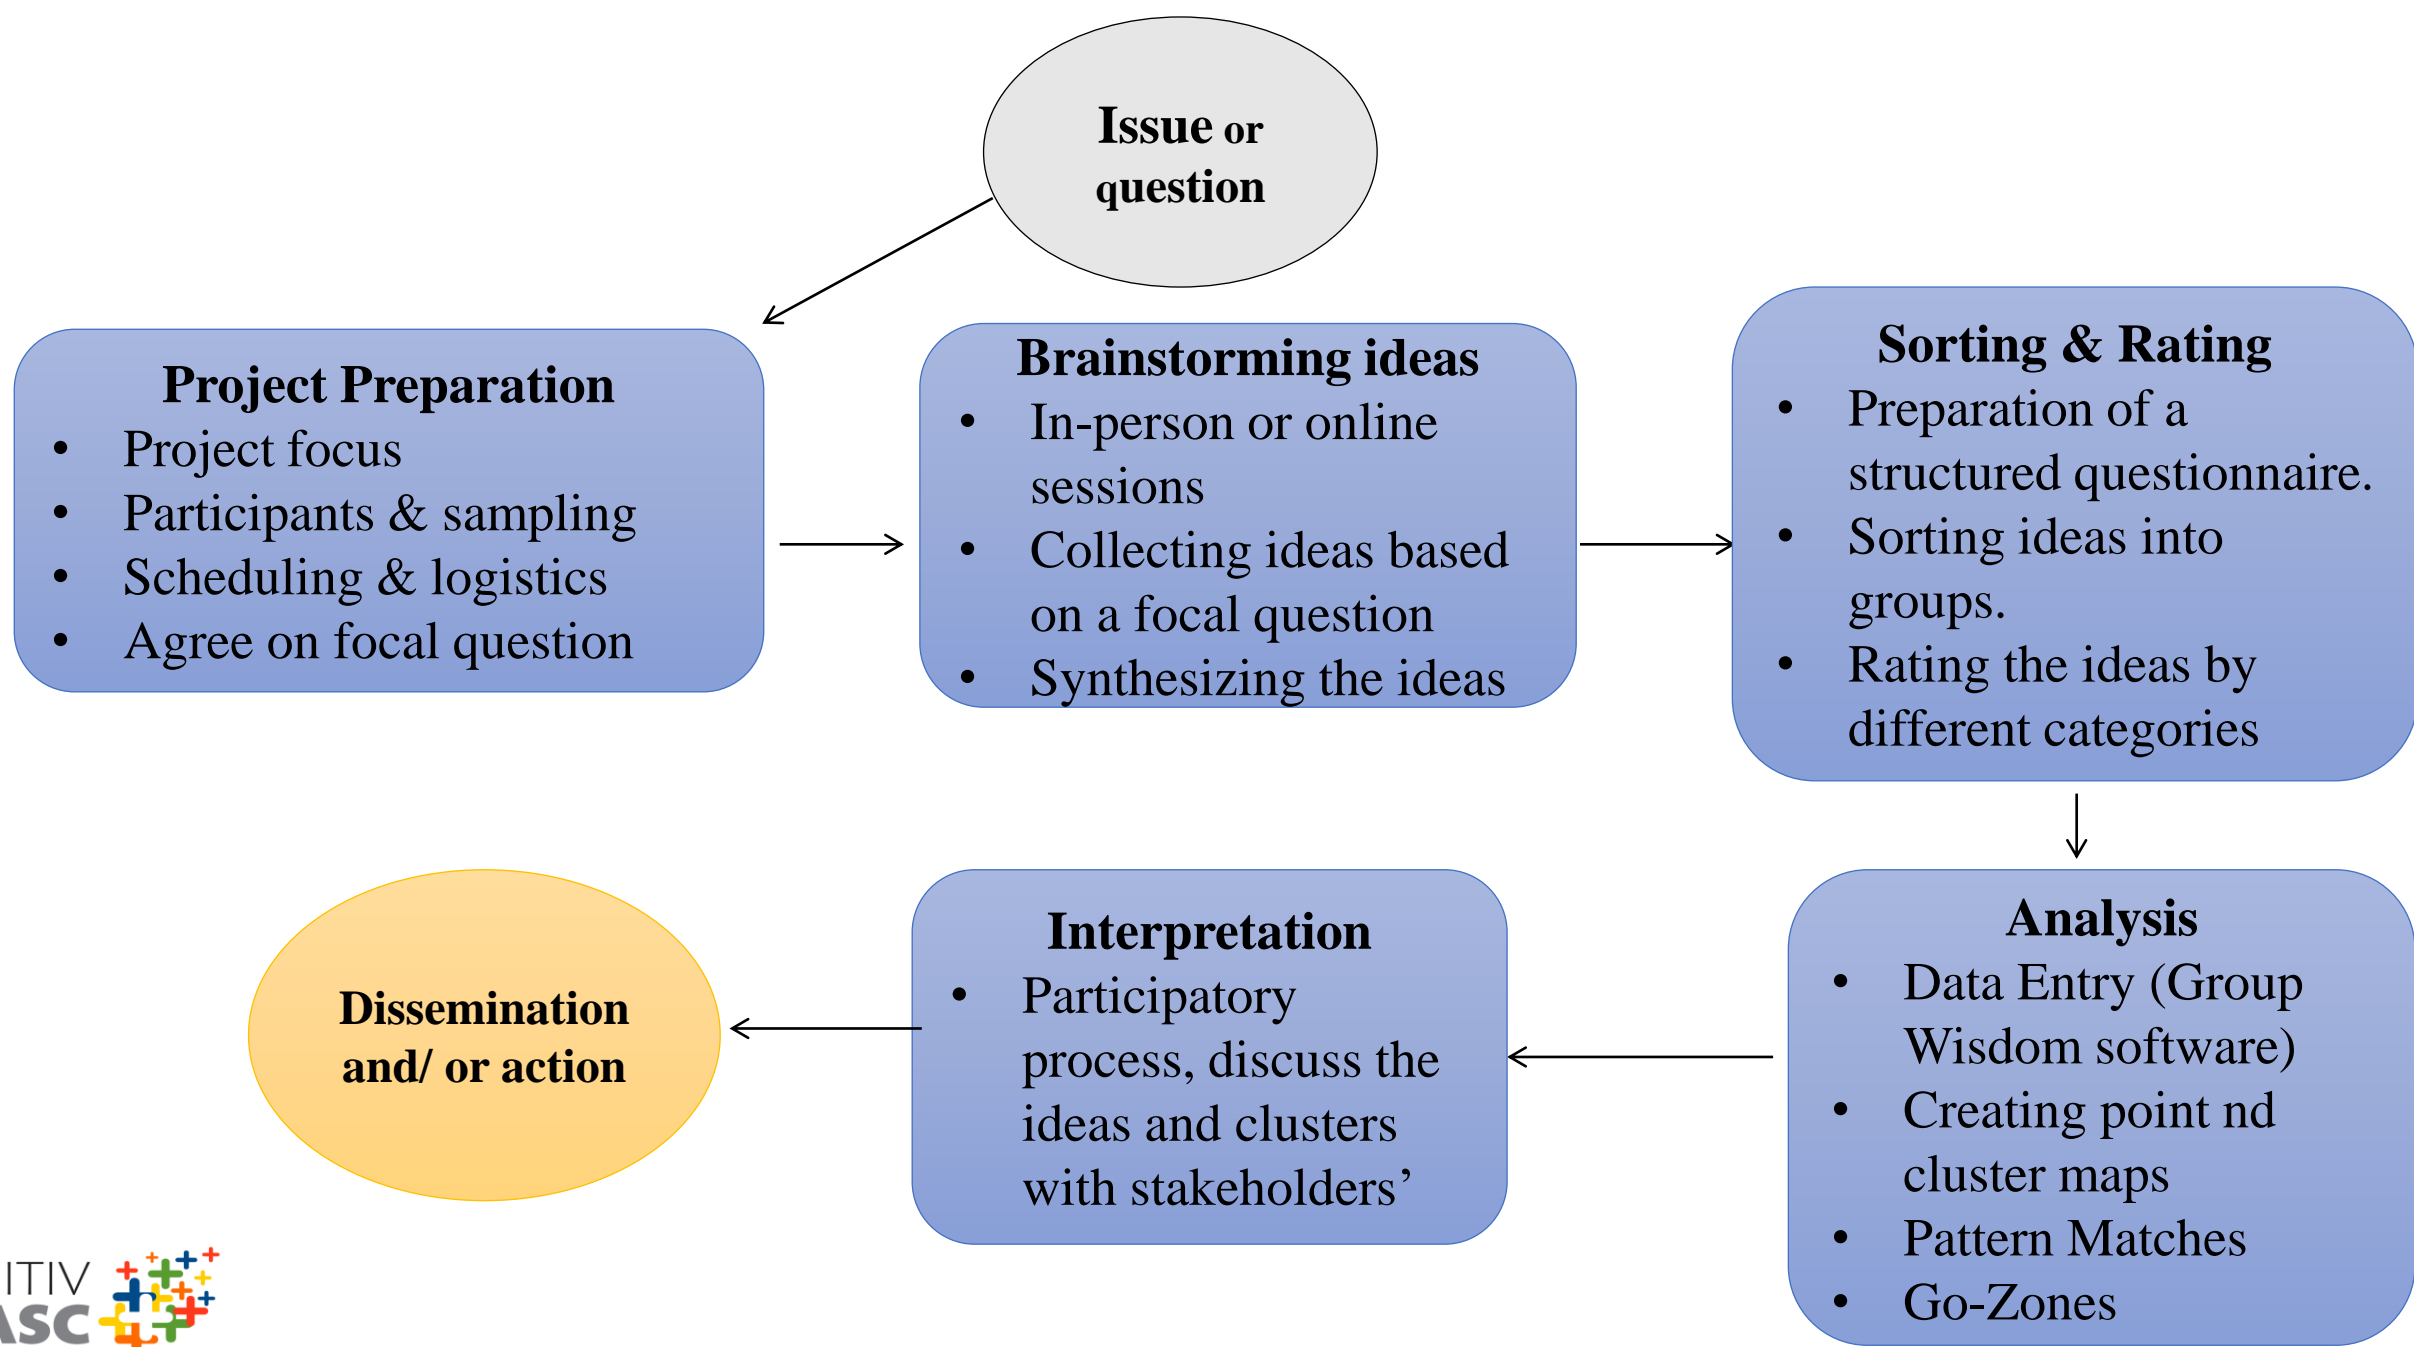 Issue or
question
Project Preparation
• Project focus
• Participants & sampling
• Scheduling & logistics
• Agree on focal question
Brainstorming ideas
• In-person or online
sessions
• Collecting ideas based
on a focal question
• Synthesizing the ideas
Sorting & Rating
• Preparation of a
structured questionnaire.
• Sorting ideas into
groups.
• Rating the ideas by
different categories
Analysis
• Data Entry (Group
Wisdom software)
• Creating point nd
cluster maps
• Pattern Matches
• Go-Zones
Interpretation
• Participatory
process, discuss the
ideas and clusters
with stakeholders’
Dissemination
and/ or action
ITIV
ASC